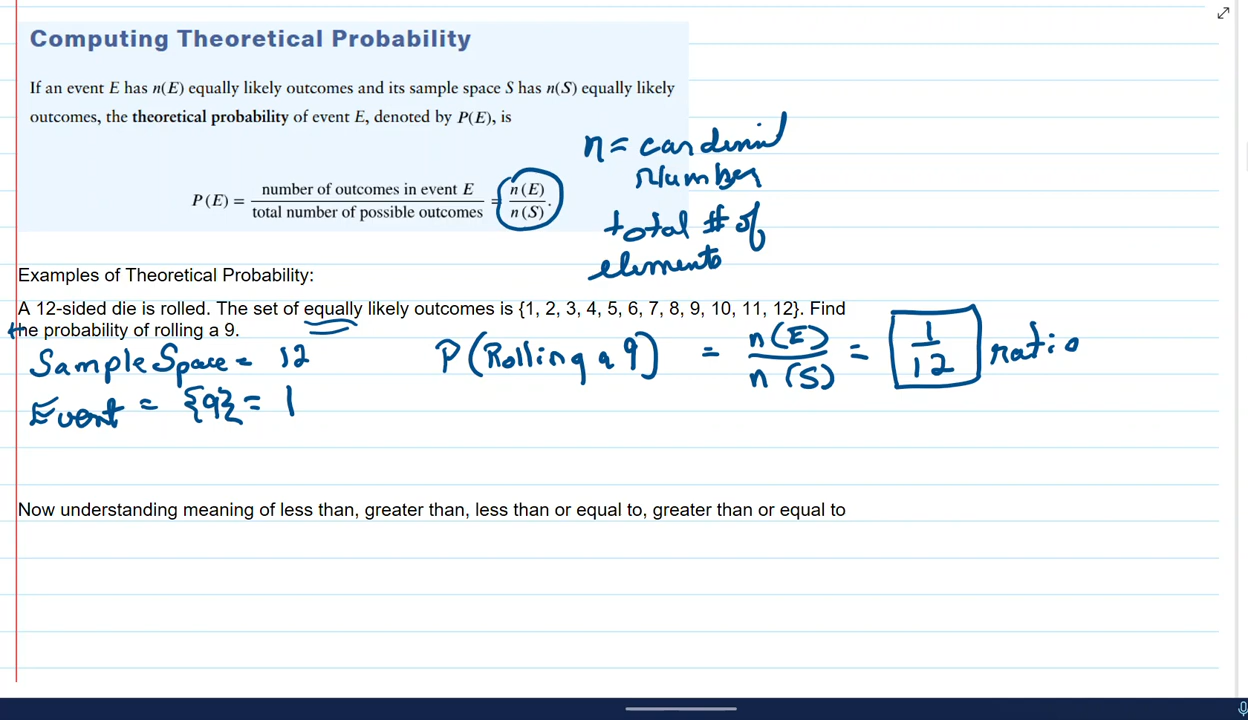 Computing Theoretical Probability
If an event E has n(E) equally likely outcomes and its sample space S has n(S) equally likely
outcomes, the theoretical probability of event E, denoted by P(E), is
n = cardinal
Number
P(E) = number of outcomes in event E / total number of possible outcomes = n(E) / n(S).
total # of
elements
Examples of Theoretical Probability:
A 12-sided die is rolled. The set of equally likely outcomes is {1, 2, 3, 4, 5, 6, 7, 8, 9, 10, 11, 12}. Find
the probability of rolling a 9.
Sample Space = 12
P(Rolling a 9) = n(E) / n(S) = 1 / 12 ratio
Event = {9} = 1
Now understanding meaning of less than, greater than, less than or equal to, greater than or equal to